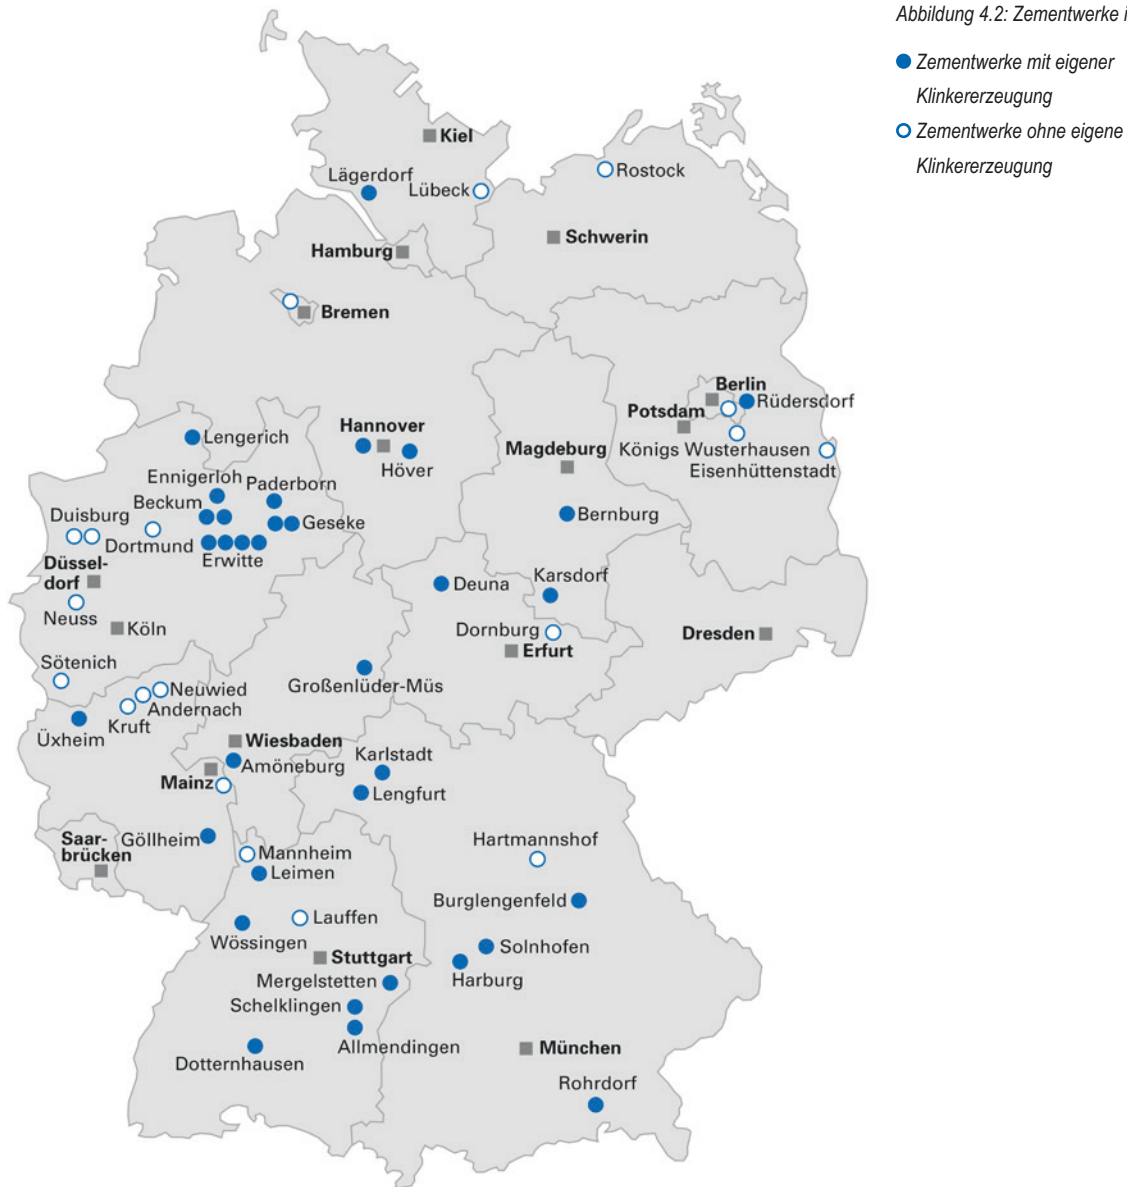 Abbildung 4.2: Zementwerke i
Zementwerke mit eigener
Klinkererzeugung
Zementwerke ohne eigene
Klinkererzeugung
Kiel
Lägerdorf
Lübeck
Rostock
Schwerin
Hamburg
Bremen
Berlin
Rüdersdorf
Potsdam
Königs Wusterhausen
Eisenhüttenstadt
Hannover
Höver
Magdeburg
Lengerich
Ennigerloh
Paderborn
Beckum
Duisburg
Geseke
Dortmund
Erwitte
Bernburg
Düssel-
dorf
Neuss
Köln
Deuna
Karsdorf
Dornburg
Erfurt
Dresden
Sötenich
Großenlüder-Müs
Neuwied
Andernach
Kruft
Üxheim
Wiesbaden
Amöneburg
Mainz
Karlstadt
Lengfurt
Saar-
brücken
Göllheim
Mannheim
Leimen
Hartmannshof
Burglengenfeld
Lauffen
Wössingen
Stuttgart
Solnhofen
Harburg
Mergelstetten
Schelklingen
Allmendingen
Dotternhausen
München
Rohrdorf